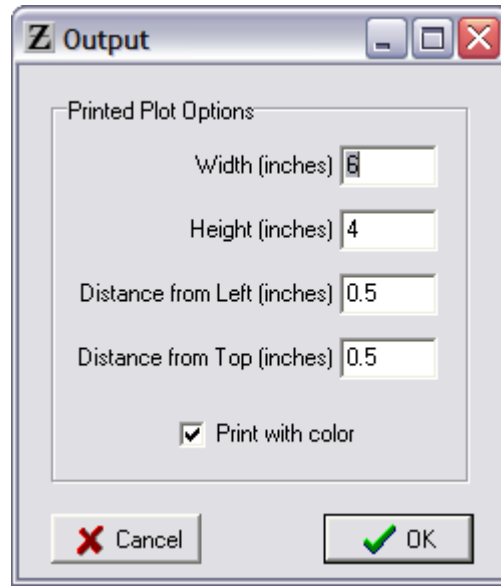 Z Output
Printed Plot Options
Width (inches) 6
Height (inches) 4
Distance from Left (inches) 0.5
Distance from Top (inches) 0.5
Print with color
Cancel OK